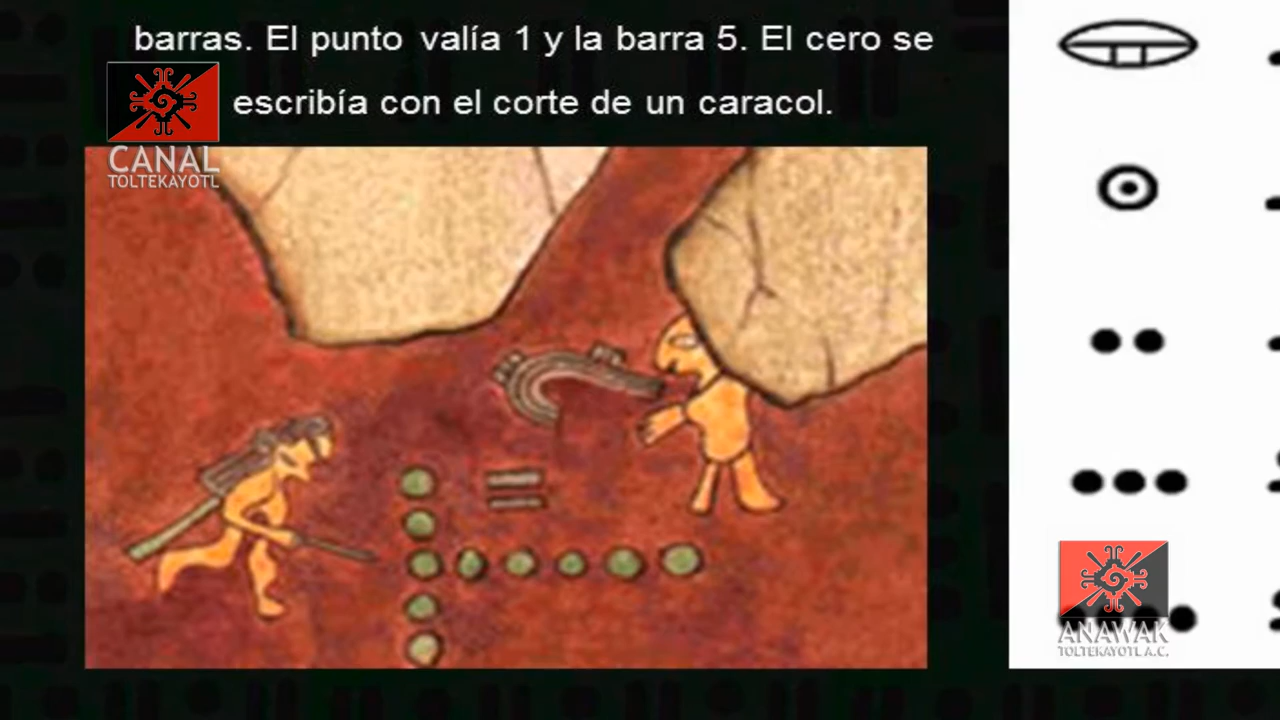 barras. El punto valía 1 y la barra 5. El cero se
escribía con el corte de un caracol.
CANAL
TOLTEKAYOTL
ANAWAK
TOLTEKAYOTL A.C.